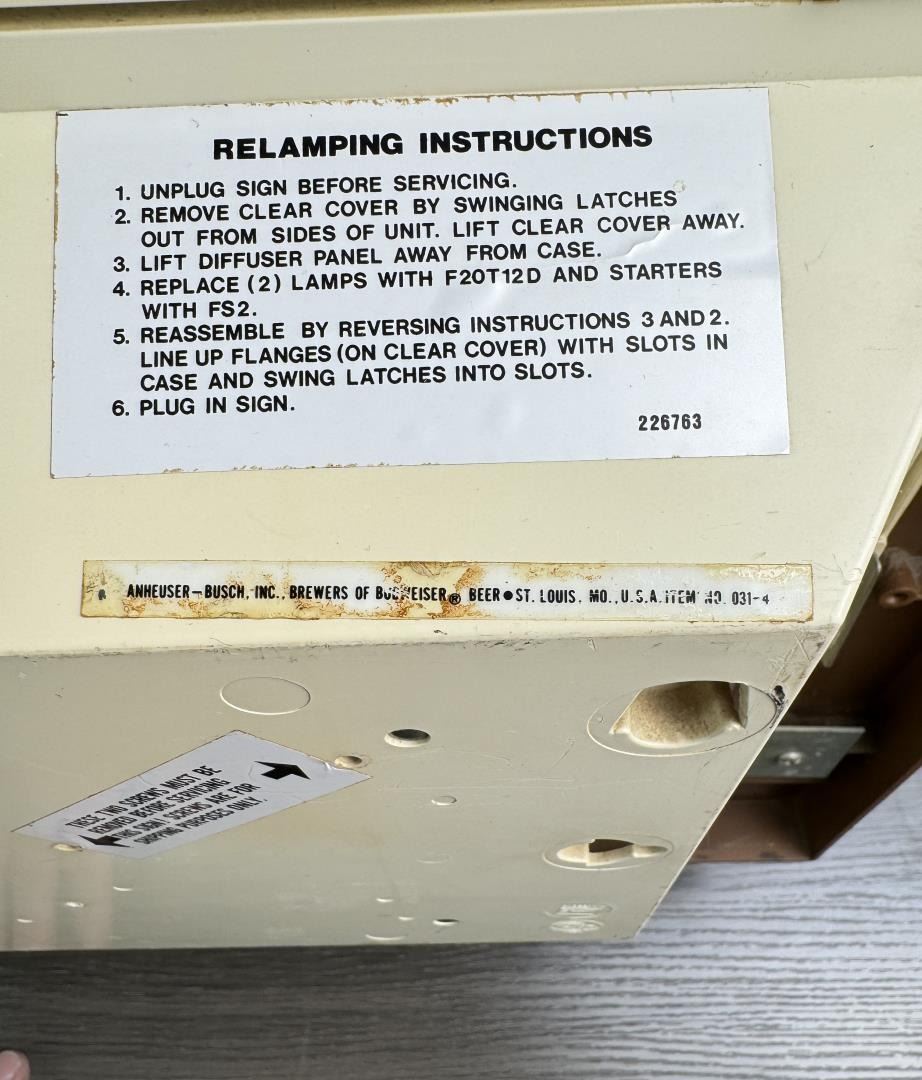 RELAMPING INSTRUCTIONS
1. UNPLUG SIGN BEFORE SERVICING.
2. REMOVE CLEAR COVER BY SWINGING LATCHES
OUT FROM SIDES OF UNIT. LIFT CLEAR COVER AWAY.
3. LIFT DIFFUSER PANEL AWAY FROM CASE.
4. REPLACE (2) LAMPS WITH F20T12D AND STARTERS
WITH FS2.
5. REASSEMBLE BY REVERSING INSTRUCTIONS 3 AND 2.
LINE UP FLANGES (ON CLEAR COVER) WITH SLOTS IN
CASE AND SWING LATCHES INTO SLOTS.
6. PLUG IN SIGN.
226763
ANHEUSER-BUSCH, INC., BREWERS OF BUDWEISER® BEER ● ST. LOUIS, MO., U.S.A. ITEM NO. 031-4
THESE TWO SCREWS MUST BE
REMOVED BEFORE SERVICING
THIS SIGN! SCREWS ARE FOR
SHIPPING PURPOSES ONLY.